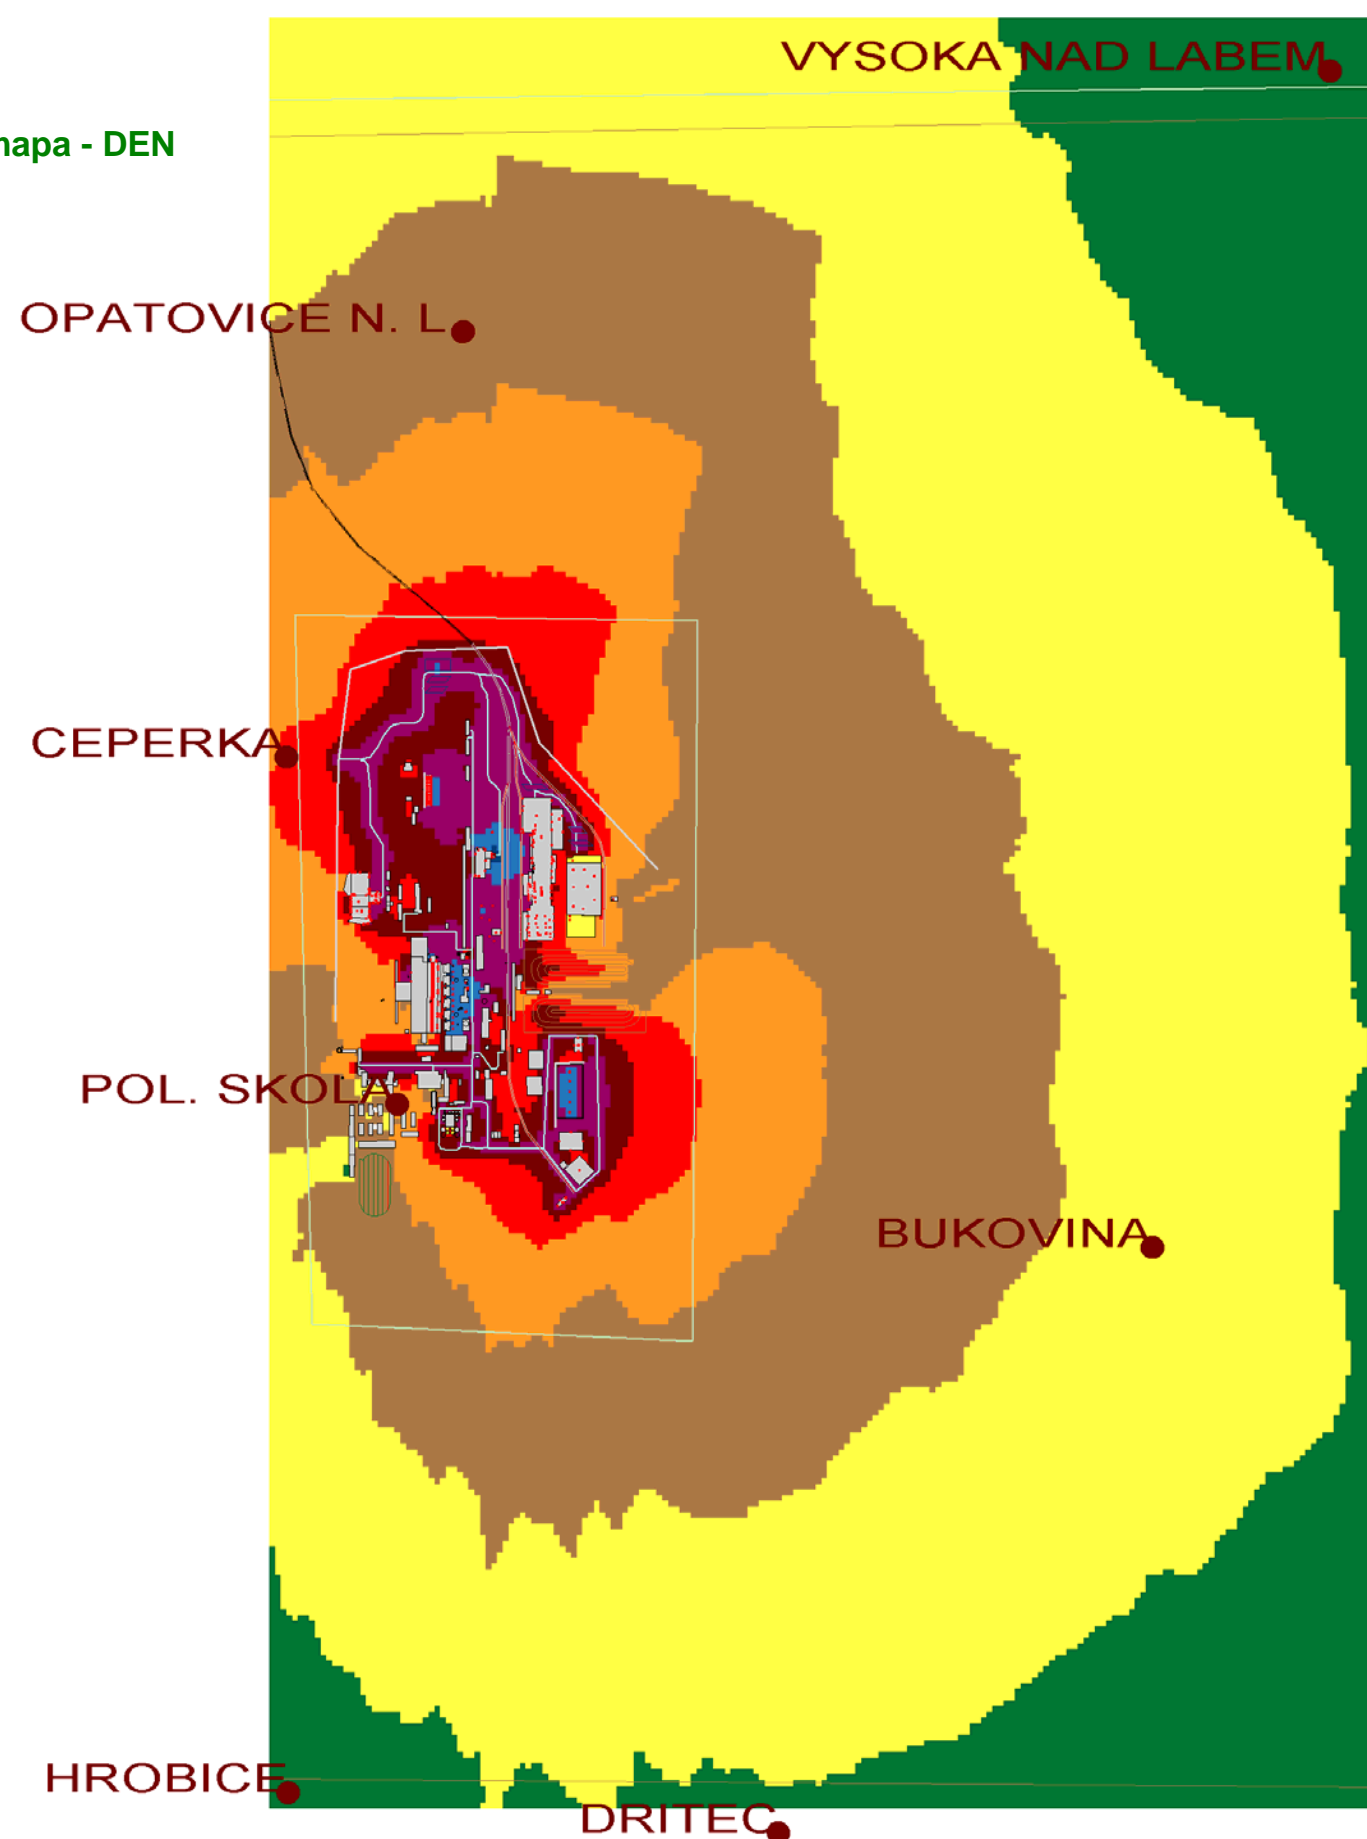 VYSOKA NAD LABEM
mapa - DEN
OPATOVICE N. L.
CEPERKA
POL. SKOLA
BUKOVINA
HROBICE
DRITEC